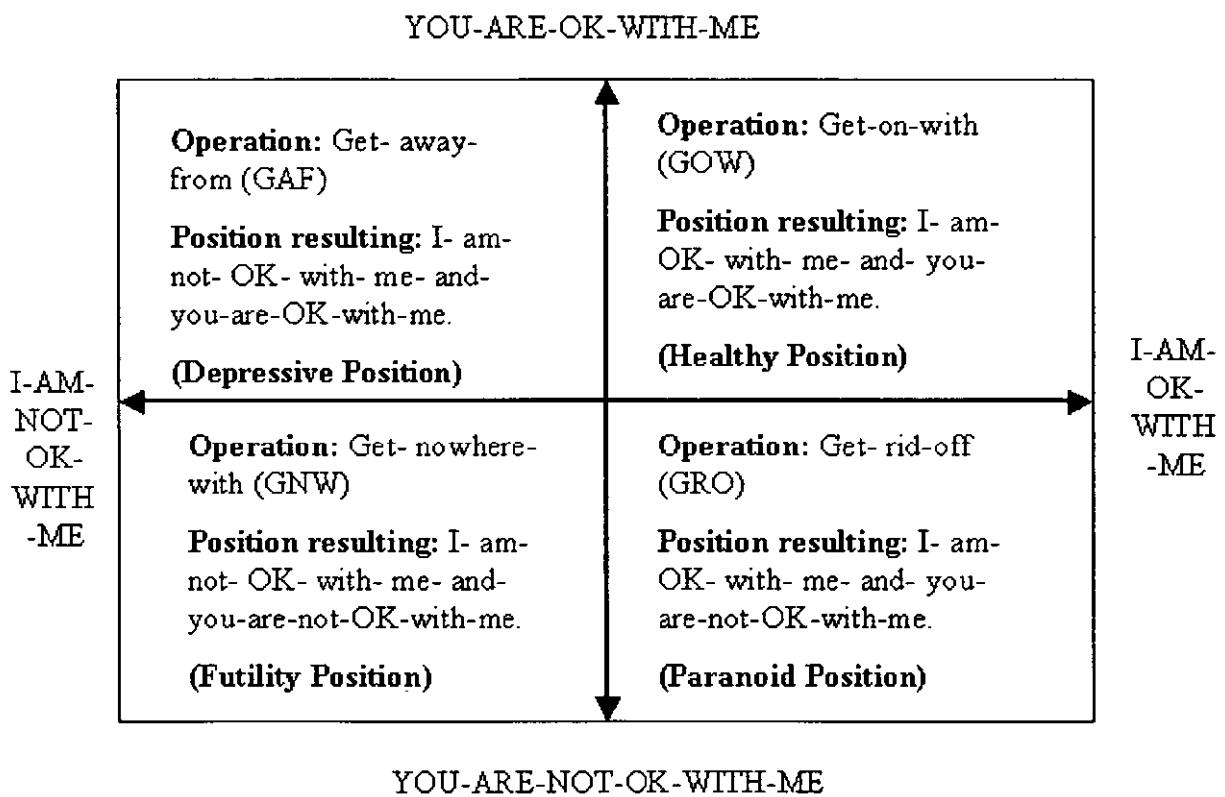 YOU-ARE-OK-WITH-ME
Operation: Get- away-
from (GAF)
Position resulting: I- am-
not- OK- with- me- and-
you-are-OK-with-me.
(Depressive Position)
Operation: Get-on-with
(GOW)
Position resulting: I- am-
OK- with- me- and- you-
are-OK-with-me.
(Healthy Position)
I-AM-
NOT-
OK-
WITH
-ME
I-AM-
OK-
WITH
-ME
Operation: Get- nowhere-
with (GNW)
Position resulting: I- am-
not- OK- with- me- and-
you-are-not-OK-with-me.
(Futility Position)
Operation: Get- rid-off
(GRO)
Position resulting: I- am-
OK- with- me- and- you-
are-not-OK-with-me.
(Paranoid Position)
YOU-ARE-NOT-OK-WITH-ME